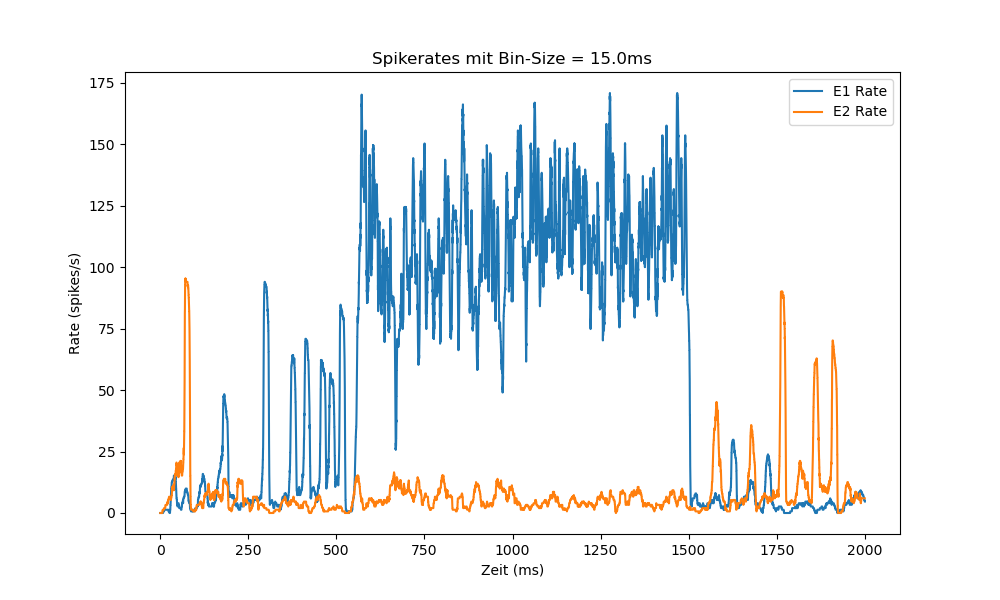 Spikerates mit Bin-Size = 15.0ms
E1 Rate
E2 Rate
Rate (spikes/s)
175
150
125
100
75
50
25
0
0 250 500 750 1000 1250 1500 1750 2000
Zeit (ms)